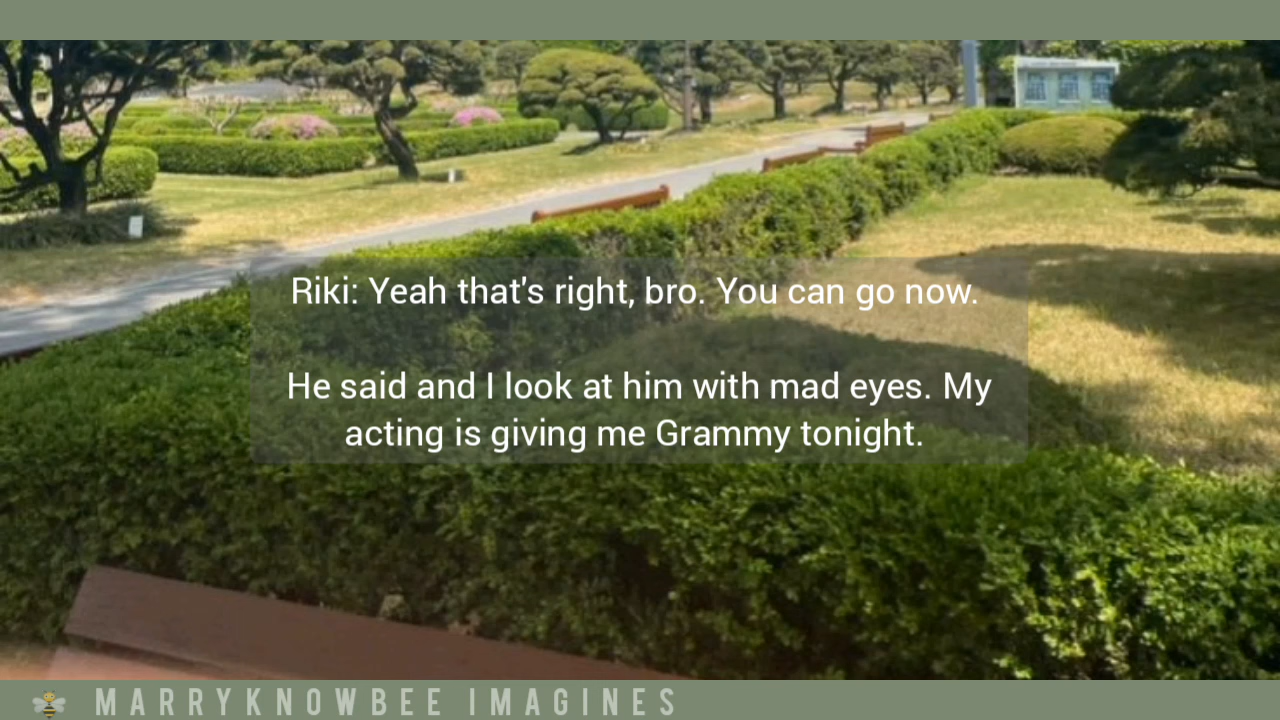 Riki: Yeah that's right, bro. You can go now.
He said and I look at him with mad eyes. My
acting is giving me Grammy tonight.
MARRYKNOWBEE IMAGINES